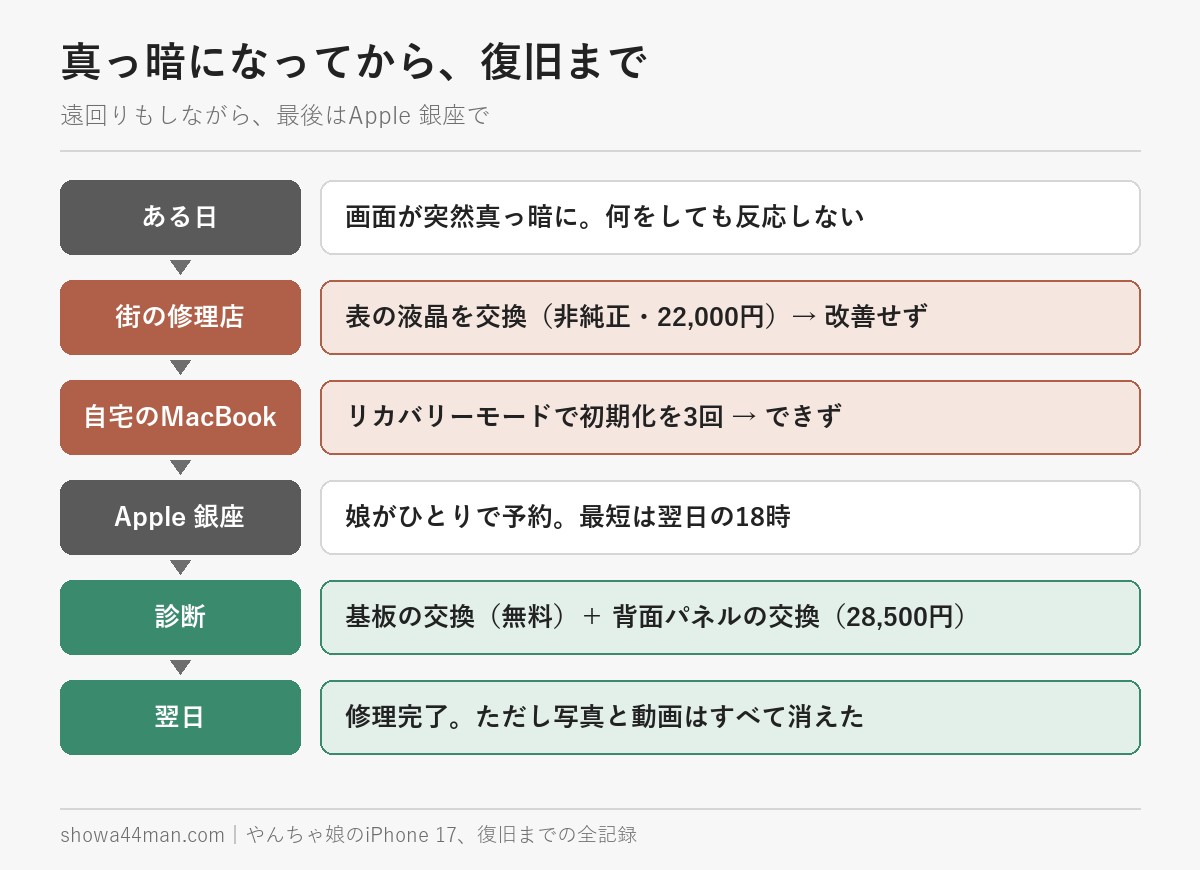 真っ暗になってから、復旧まで
遠回りもしながら、最後はApple 銀座で
ある日
画面が突然真っ暗に。何をしても反応しない
街の修理店
表の液晶を交換（非純正・22,000円）→ 改善せず
自宅のMacBook
リカバリーモードで初期化を3回 → できず
Apple 銀座
娘がひとりで予約。最短は翌日の18時
診断
基板の交換（無料）＋ 背面パネルの交換（28,500円）
翌日
修理完了。ただし写真と動画はすべて消えた
showa44man.com｜やんちゃ娘のiPhone 17、復旧までの全記録